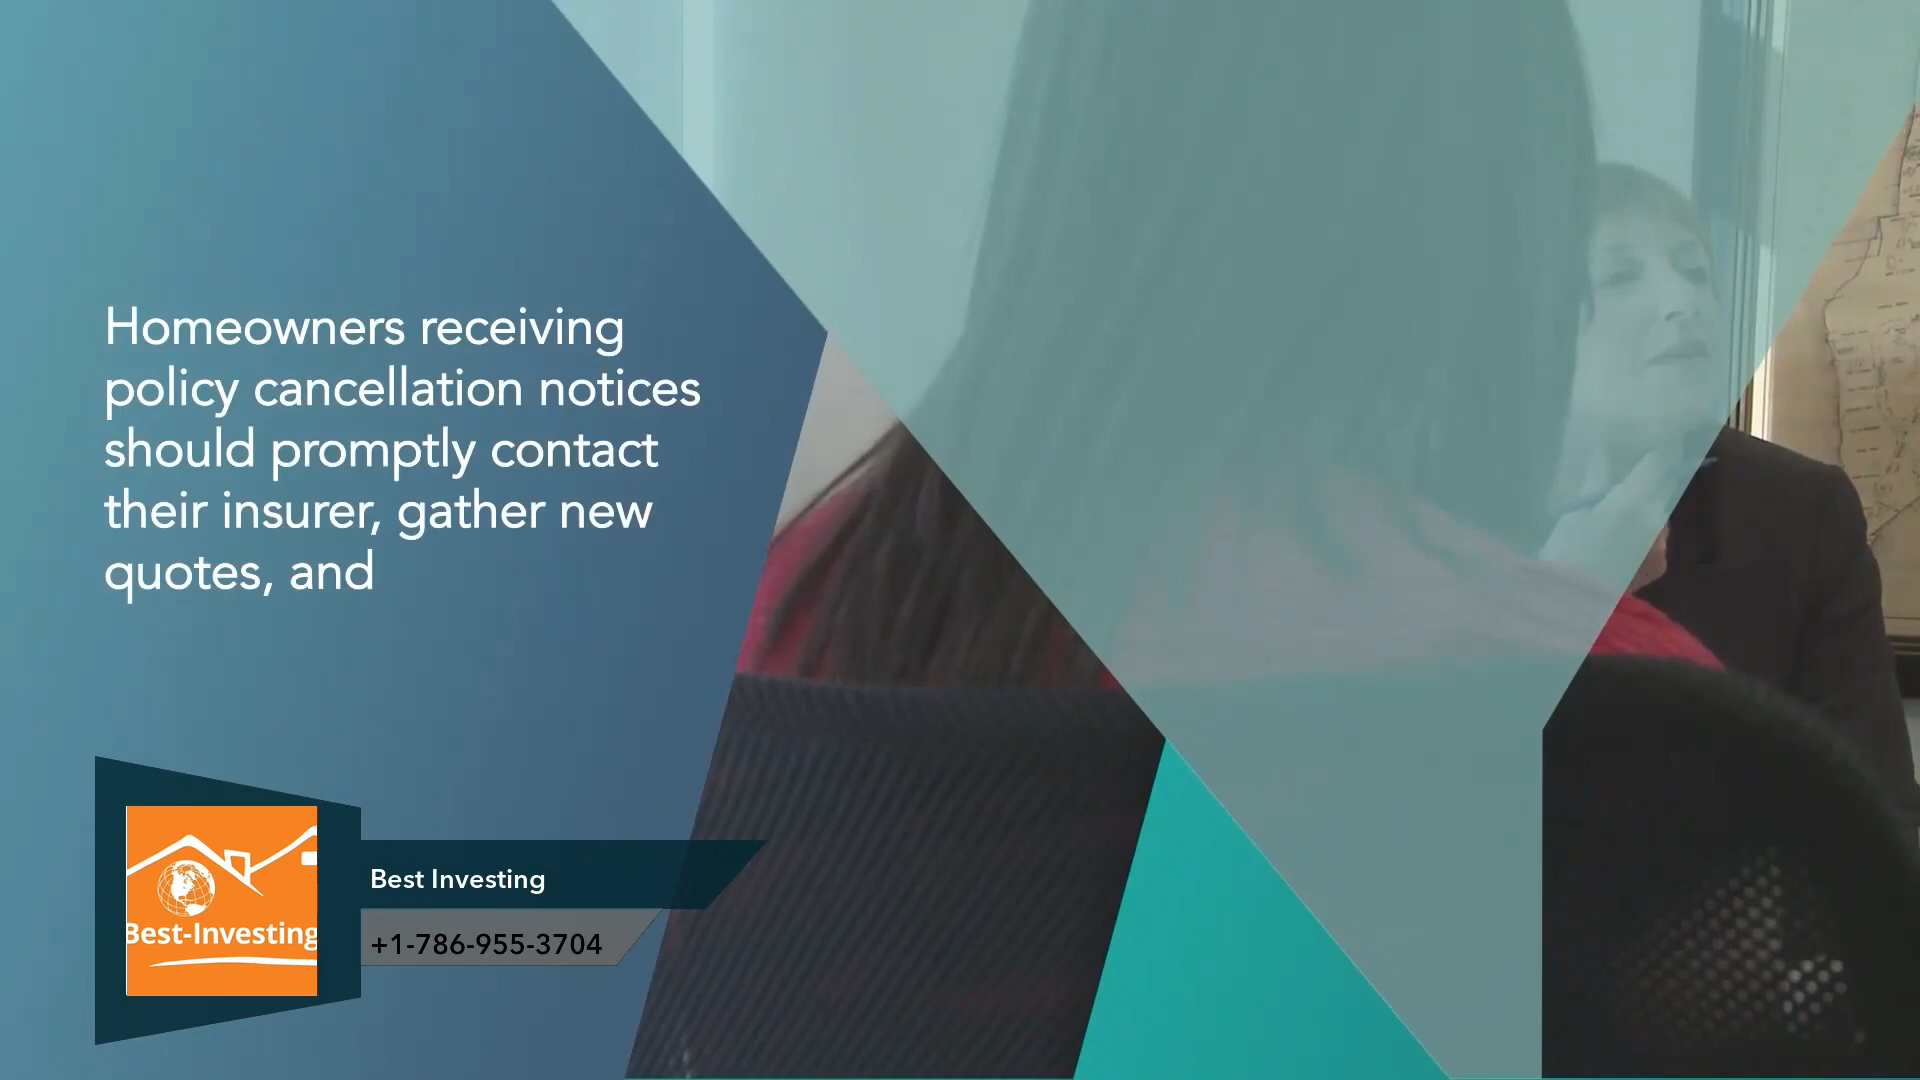 Homeowners receiving
policy cancellation notices
should promptly contact
their insurer, gather new
quotes, and
Best-Investing
Best Investing
+1-786-955-3704